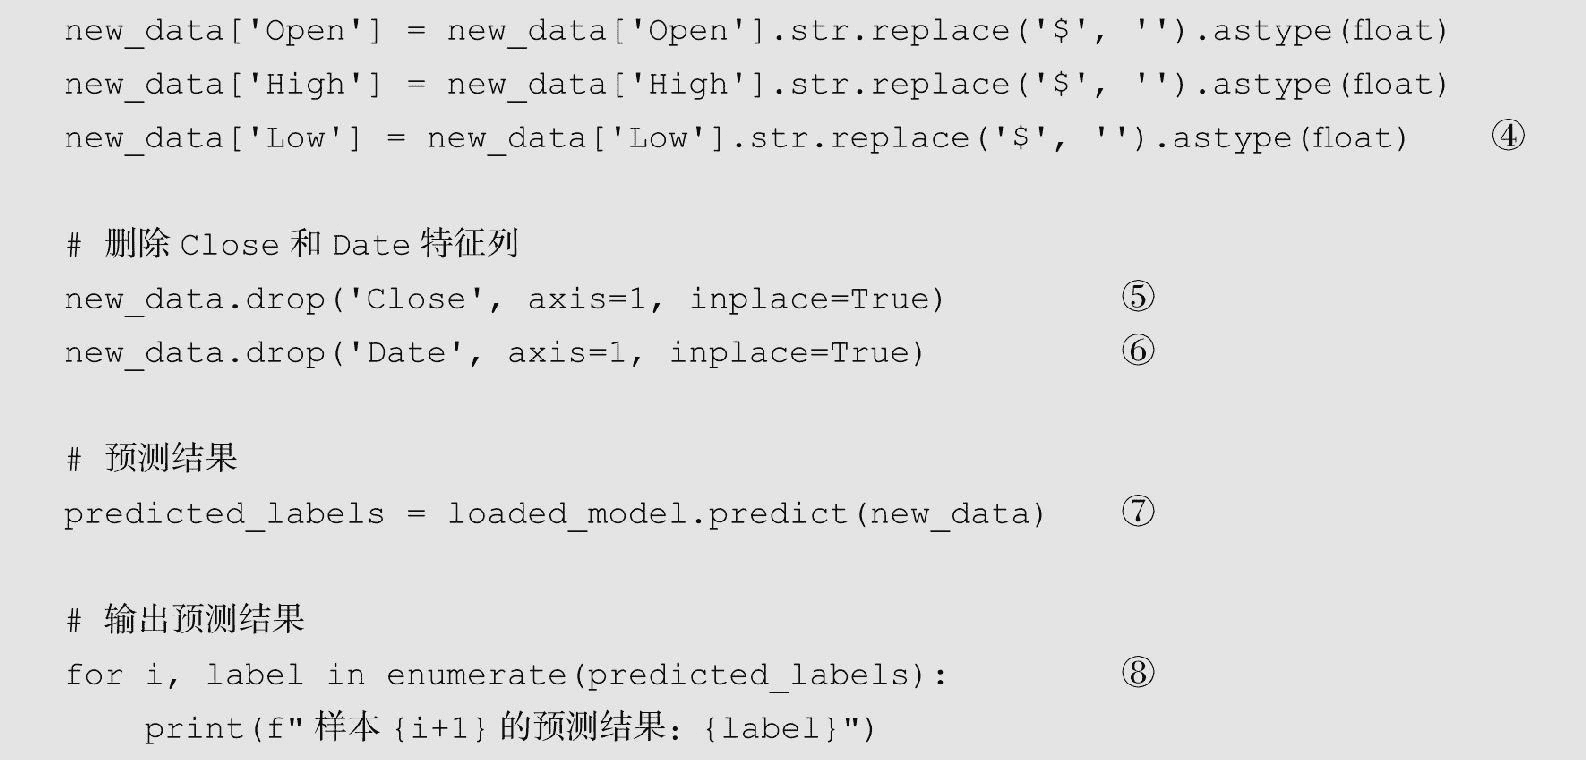 new_data['Open'] = new_data['Open'].str.replace('$', '').astype(float)
new_data['High'] = new_data['High'].str.replace('$', '').astype(float)
new_data['Low'] = new_data['Low'].str.replace('$', '').astype(float) ④
# 删除 Close 和 Date 特征列
new_data.drop('Close', axis=1, inplace=True) ⑤
new_data.drop('Date', axis=1, inplace=True) ⑥
# 预测结果
predicted_labels = loaded_model.predict(new_data) ⑦
# 输出预测结果
for i, label in enumerate(predicted_labels): ⑧
    print(f"样本 {i+1} 的预测结果：{label}")